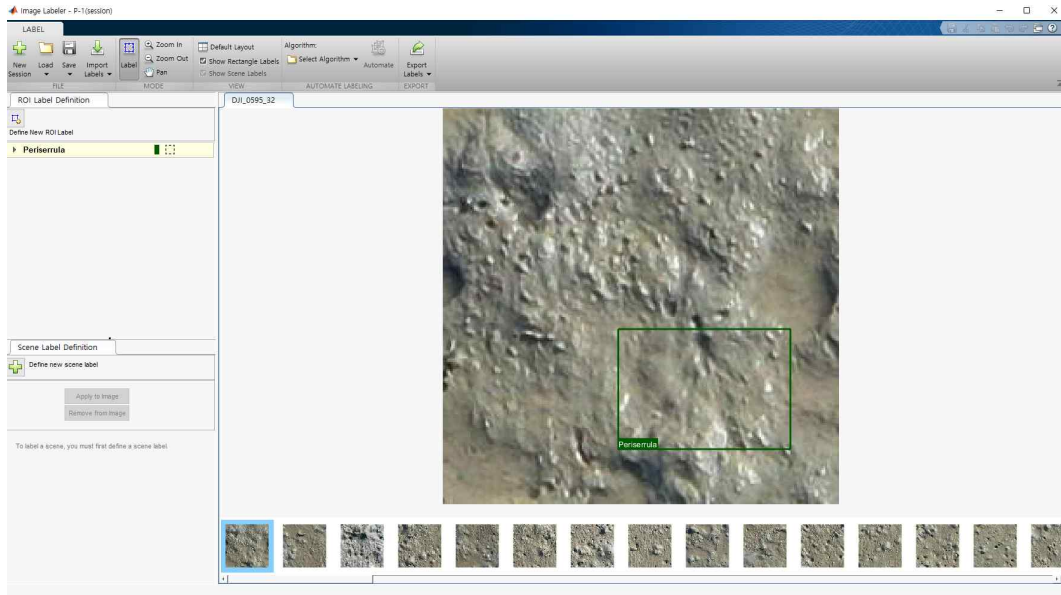 Image Labeler - P-1(session)
LABEL
New Session
Load
Save
Import Labels
Label
Zoom In
Zoom Out
Pan
Default Layout
Show Rectangle Labels
Show Scene Labels
Algorithm:
Select Algorithm
Automate
Export Labels
FILE
MODE
VIEW
AUTOMATE LABELING
EXPORT
ROI Label Definition
Define New ROI Label
Periserrula
DJI_0595_32
Periserrula
Scene Label Definition
Define new scene label
Apply to Image
Remove from Image
To label a scene, you must first define a scene label.